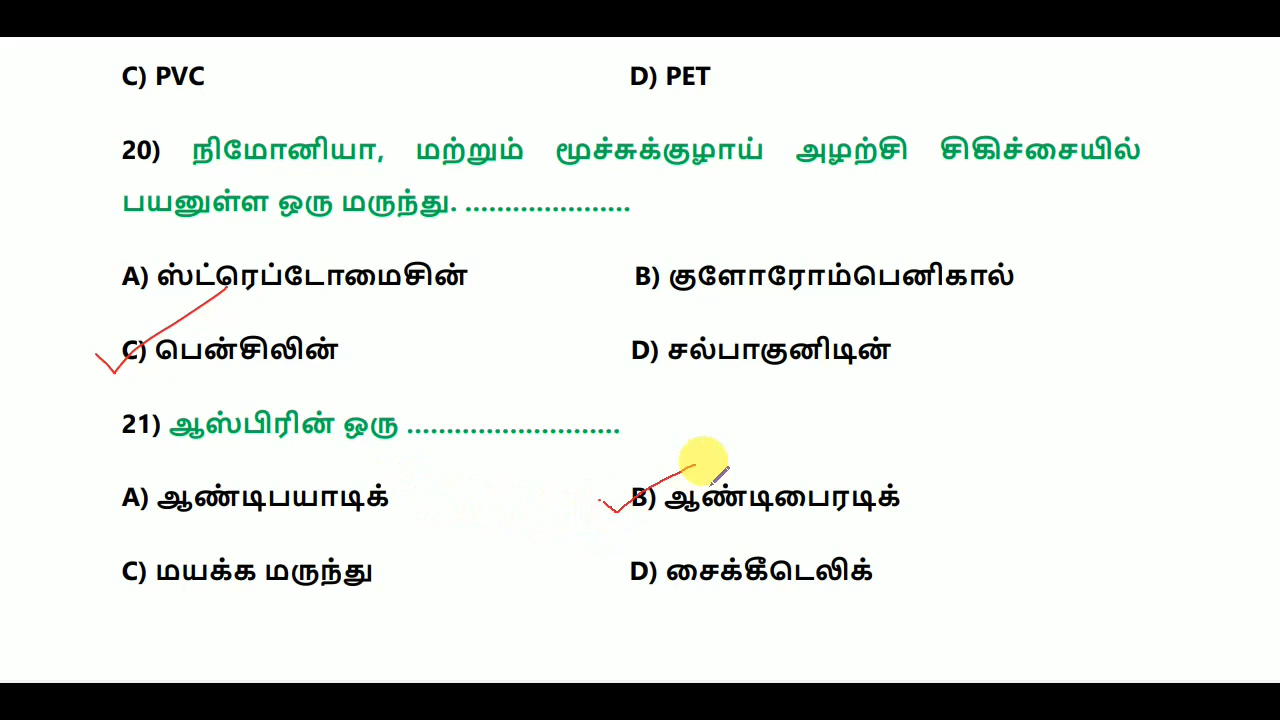 C) PVC D) PET
20) நிமோனியா, மற்றும் மூச்சுக்குழாய் அழற்சி சிகிச்சையில்
பயனுள்ள ஒரு மருந்து. .....................
A) ஸ்ட்ரெப்டோமைசின் B) குளோரோம்பெனிகால்
C) பென்சிலின் D) சல்பாகுனிடின்
21) ஆஸ்பிரின் ஒரு ...........................
A) ஆண்டிபயாடிக் B) ஆண்டிபைரடிக்
C) மயக்க மருந்து D) சைக்கீடெலிக்